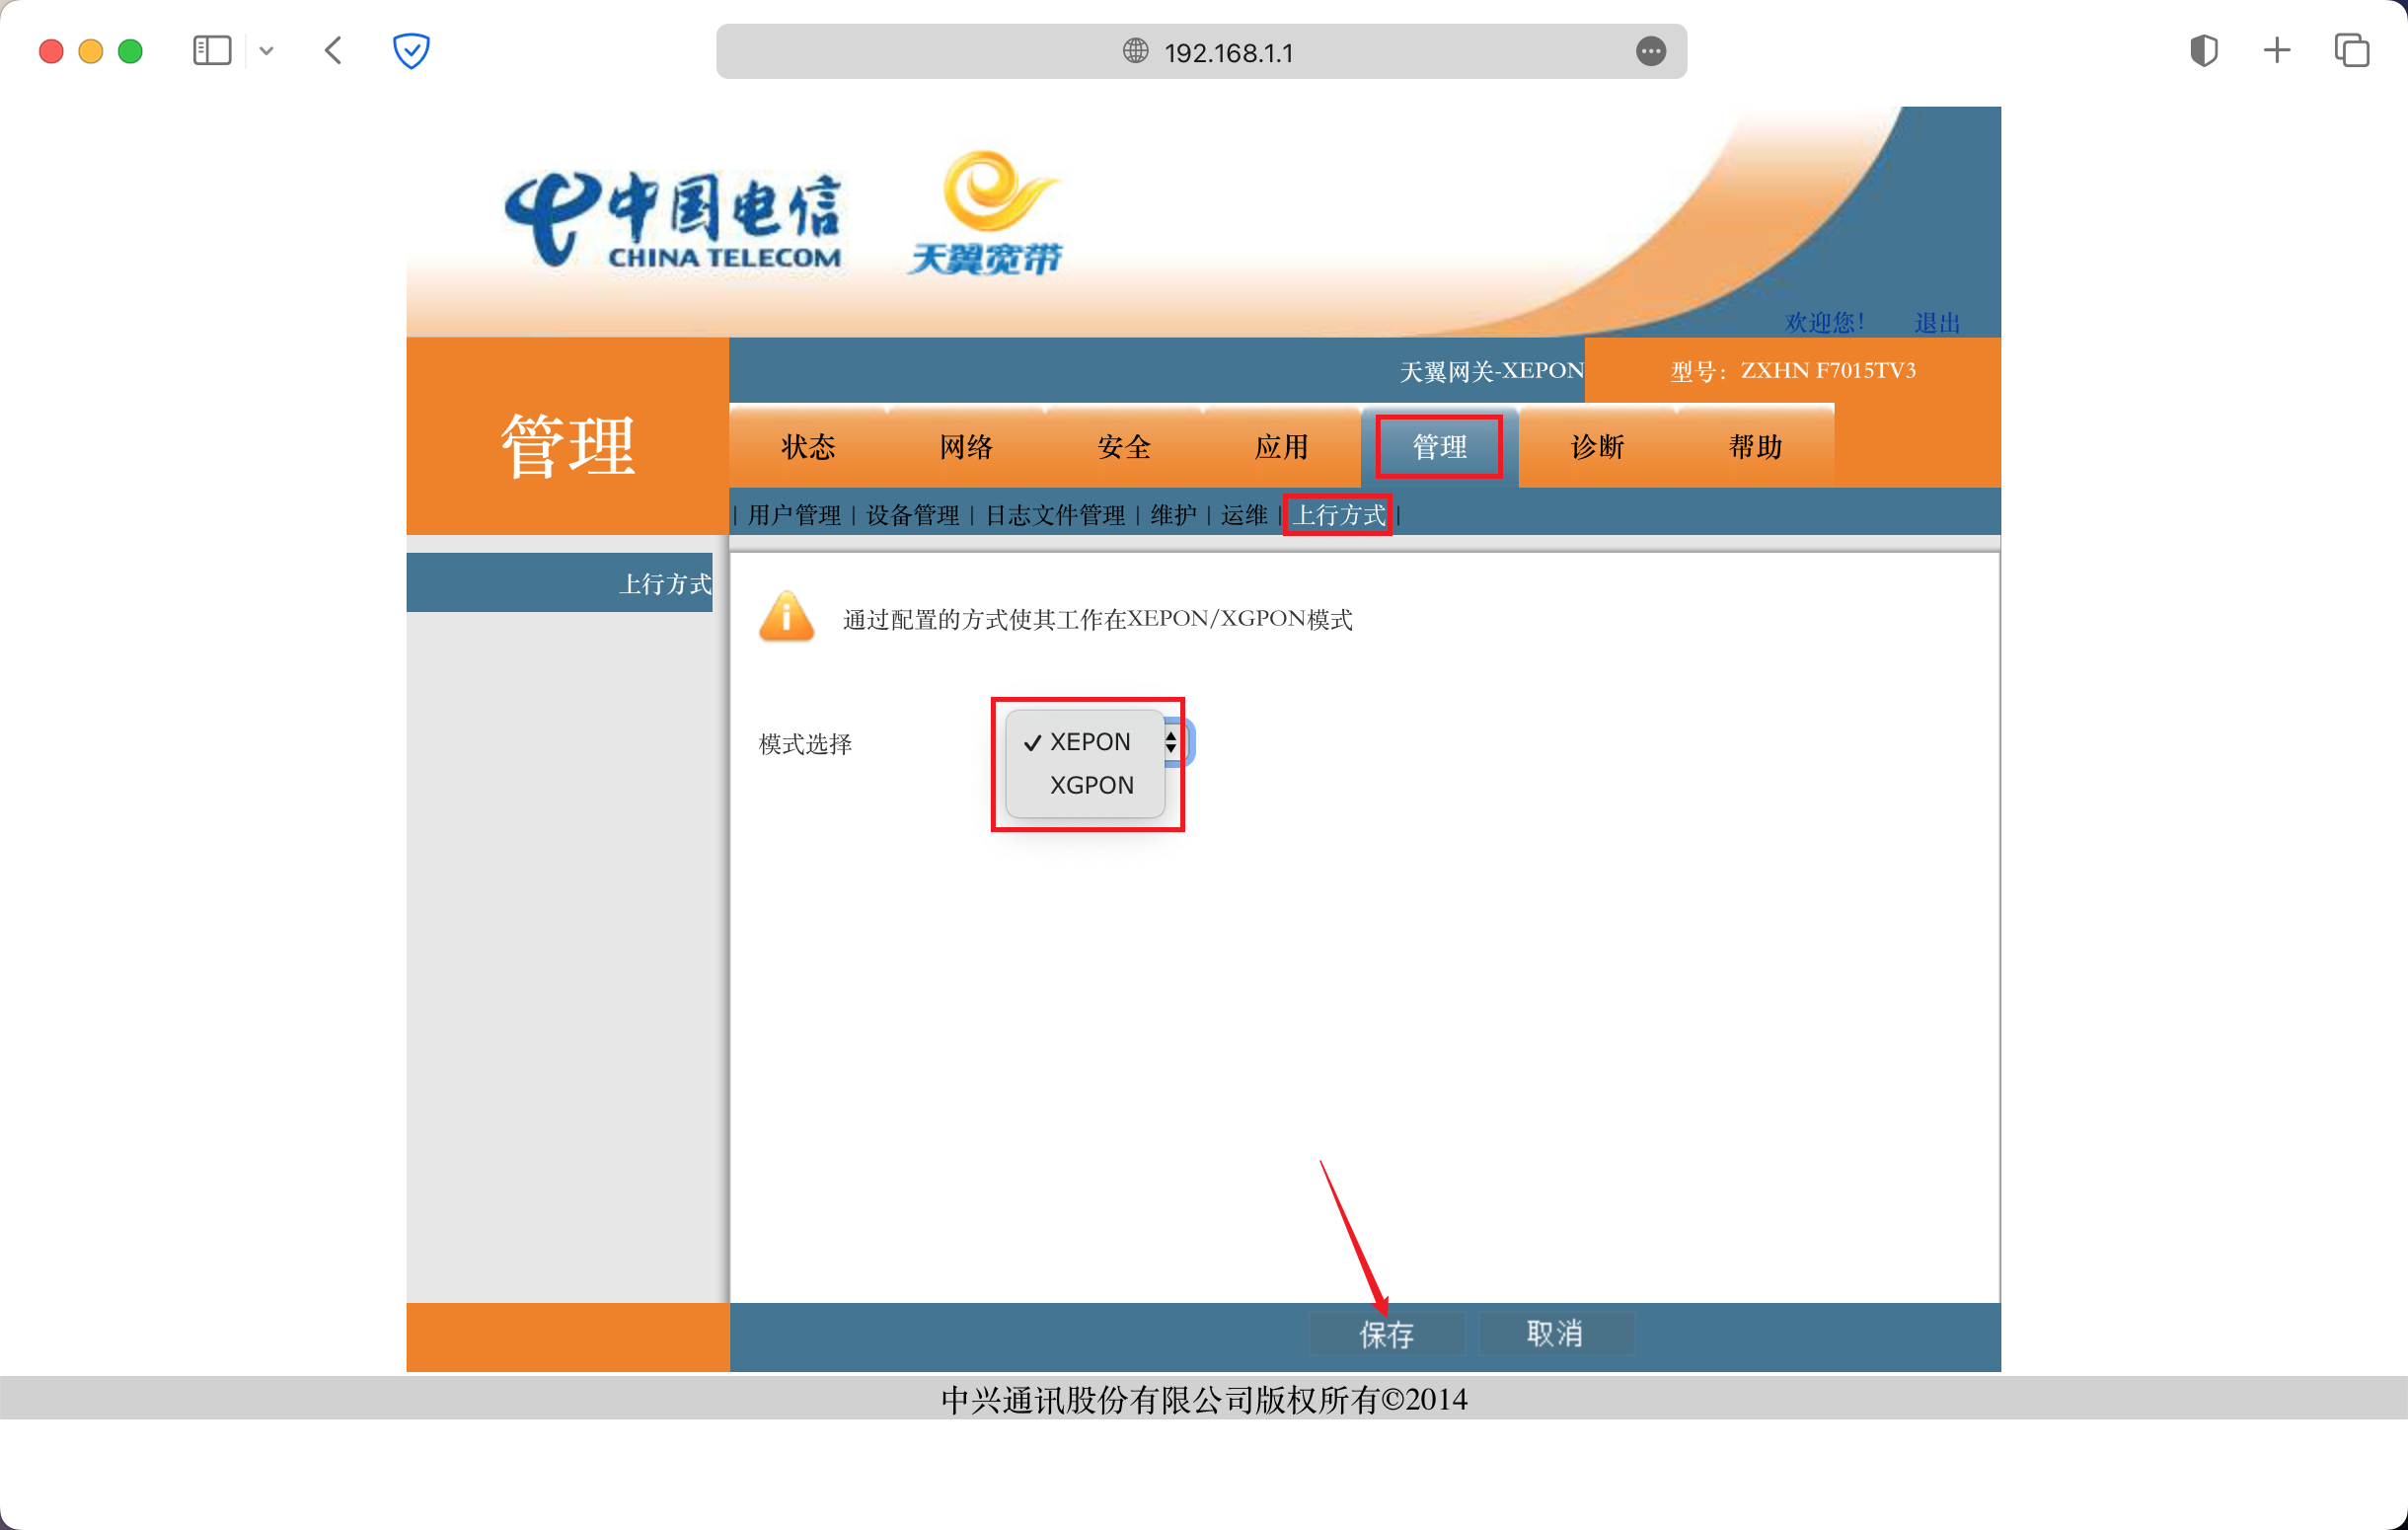 192.168.1.1
中国电信
CHINA TELECOM
天翼宽带
欢迎您! 退出
天翼网关-XEPON 型号: ZXHN F7015TV3
管理
状态 网络 安全 应用 管理 诊断 帮助
| 用户管理 | 设备管理 | 日志文件管理 | 维护 | 运维 | 上行方式 |
上行方式
通过配置的方式使其工作在XEPON/XGPON模式
模式选择
✓ XEPON
XGPON
保存 取消
中兴通讯股份有限公司版权所有©2014